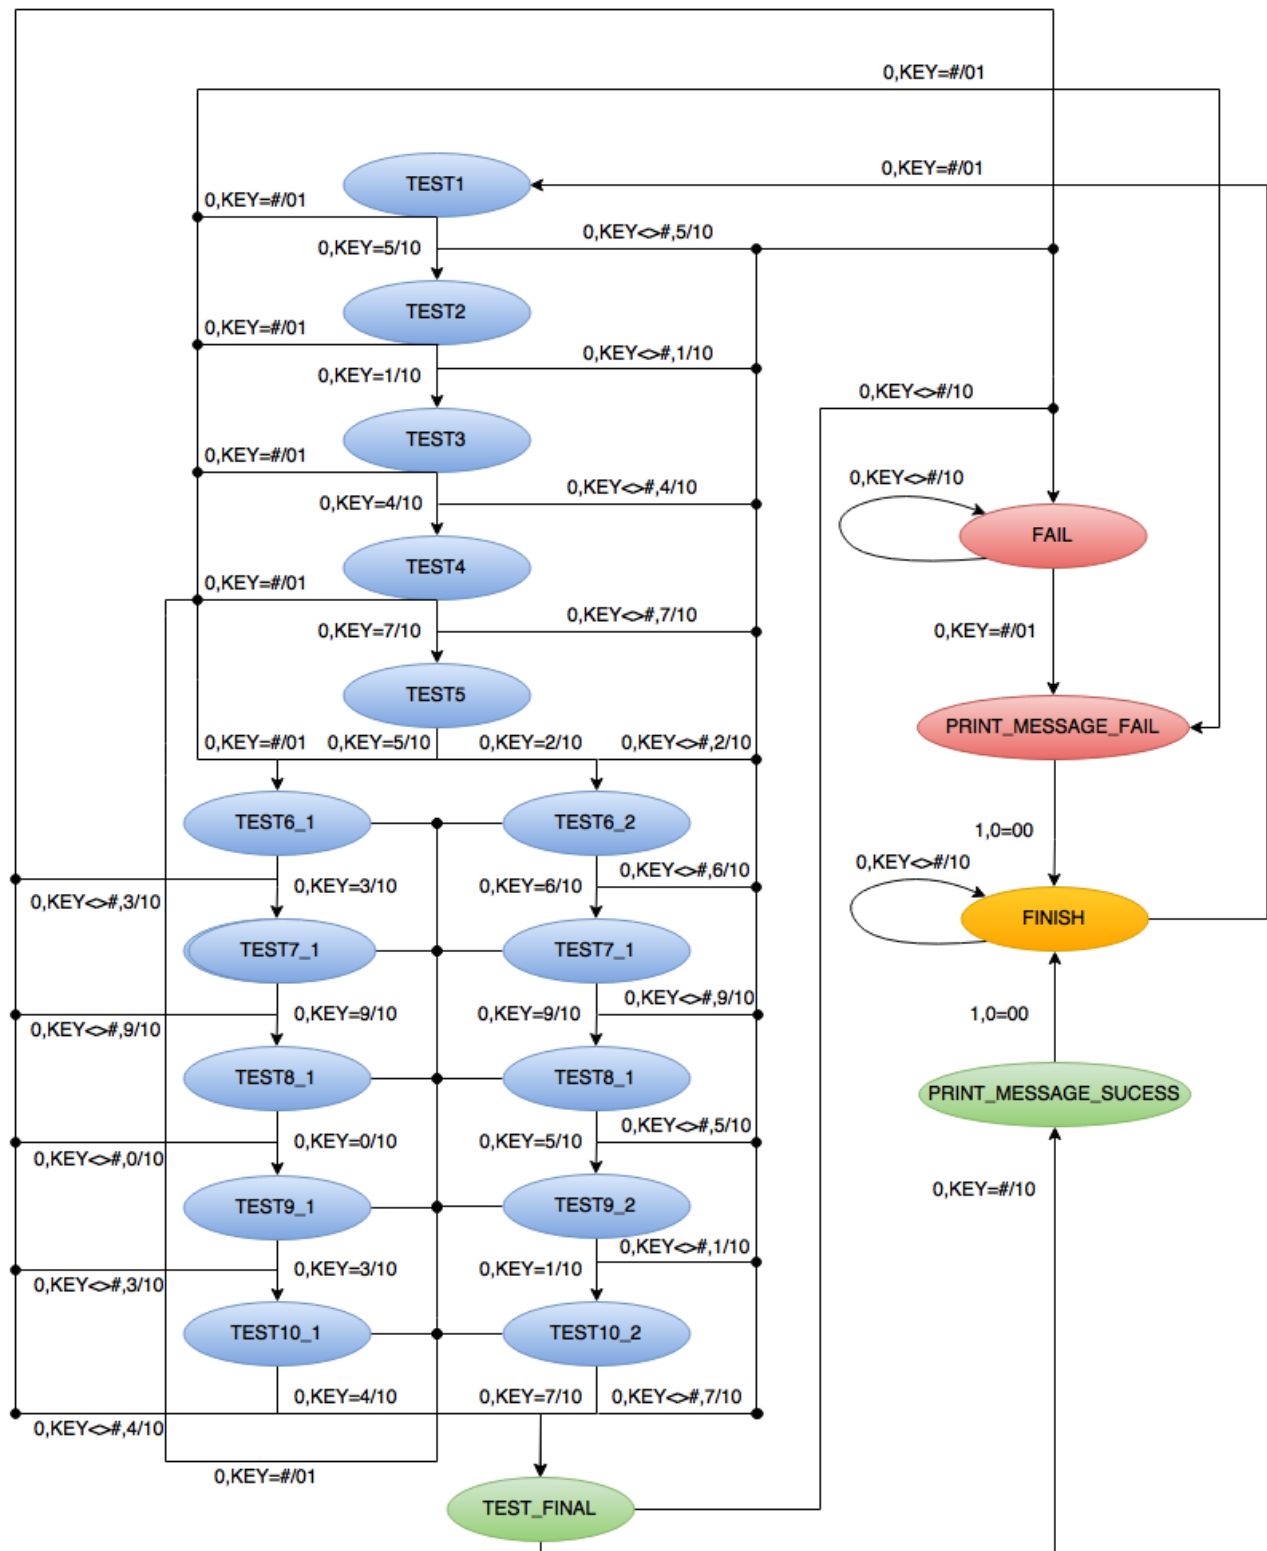 0,KEY=#/01
TEST1
0,KEY=#/01
0,KEY=#/01
0,KEY=5/10
0,KEY<>#,5/10
TEST2
0,KEY=#/01
0,KEY=1/10
0,KEY<>#,1/10
0,KEY<>#/10
TEST3
0,KEY=#/01
0,KEY=4/10
0,KEY<>#,4/10
0,KEY<>#/10
FAIL
TEST4
0,KEY=#/01
0,KEY=7/10
0,KEY<>#,7/10
0,KEY=#/01
TEST5
PRINT_MESSAGE_FAIL
0,KEY=#/01
0,KEY=5/10
0,KEY=2/10
0,KEY<>#,2/10
TEST6_1
TEST6_2
1,0=00
0,KEY<>#,3/10
0,KEY=3/10
0,KEY=6/10
0,KEY<>#,6/10
0,KEY<>#/10
FINISH
TEST7_1
TEST7_1
0,KEY<>#,9/10
0,KEY=9/10
0,KEY=9/10
0,KEY<>#,9/10
1,0=00
TEST8_1
TEST8_1
PRINT_MESSAGE_SUCESS
0,KEY<>#,0/10
0,KEY=0/10
0,KEY=5/10
0,KEY<>#,5/10
0,KEY=#/10
TEST9_1
TEST9_2
0,KEY<>#,3/10
0,KEY=3/10
0,KEY=1/10
0,KEY<>#,1/10
TEST10_1
TEST10_2
0,KEY<>#,4/10
0,KEY=4/10
0,KEY=7/10
0,KEY<>#,7/10
0,KEY=#/01
TEST_FINAL